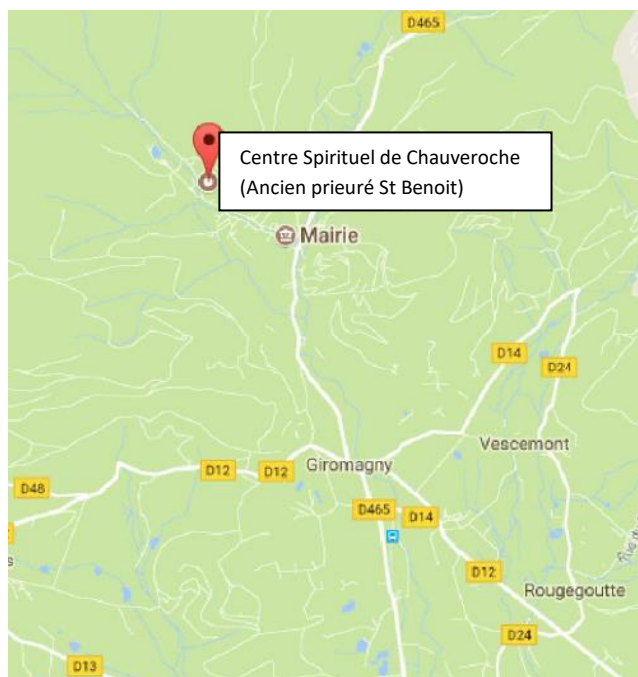 D465
Centre Spirituel de Chauveroche
(Ancien prieuré St Benoit)
Mairie
D14
D24
Vescemont
D12
D12
Giromagny
D48
D465
D14
D12
Rougegoutte
D24
D13